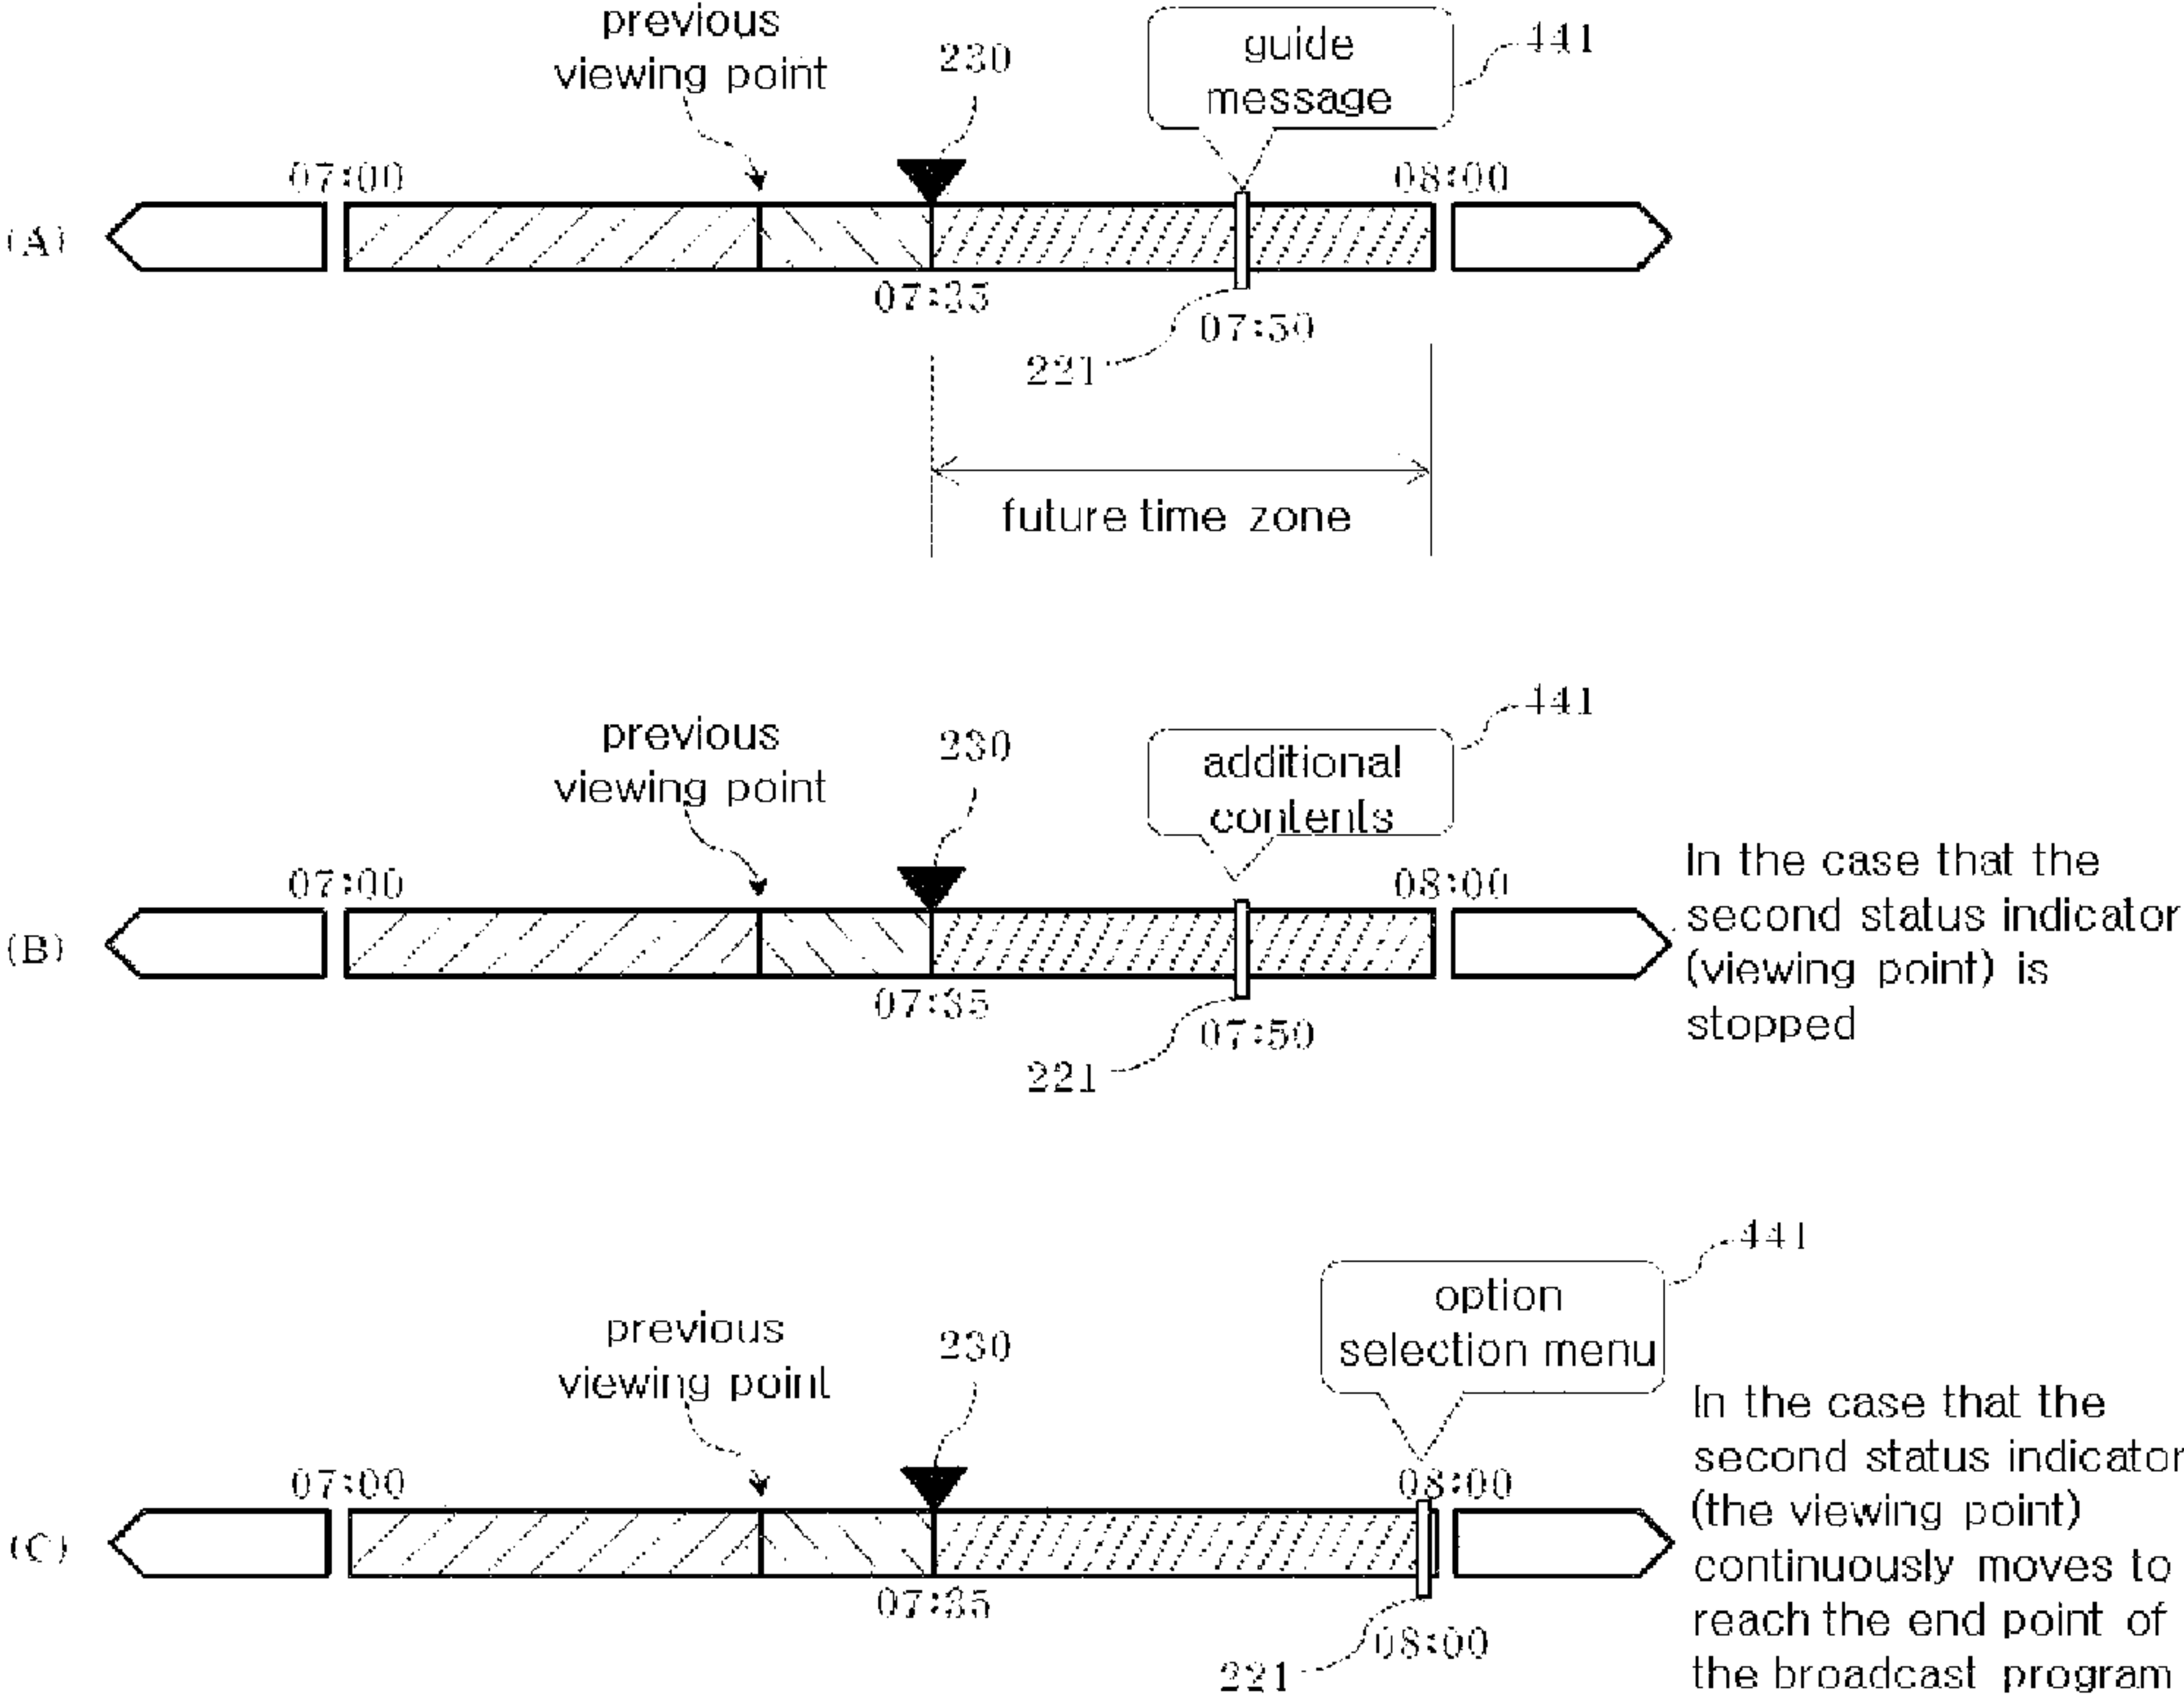 previous
viewing point
230
guide
message
441
07:00
08:00
(A)
07:35
07:50
221
future time zone
previous
viewing point
230
additional
contents
441
07:00
08:00
(B)
07:35
07:50
221
In the case that the
second status indicator
(viewing point) is
stopped
previous
viewing point
230
option
selection menu
441
07:00
08:00
(C)
07:35
08:00
221
In the case that the
second status indicator
(the viewing point)
continuously moves to
reach the end point of
the broadcast program